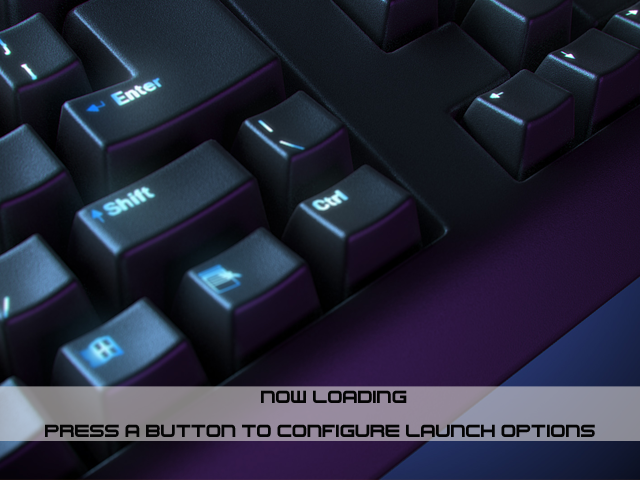 ]
Enter
\
Shift
Ctrl
/
NOW LOADING
PRESS A BUTTON TO CONFIGURE LAUNCH OPTIONS